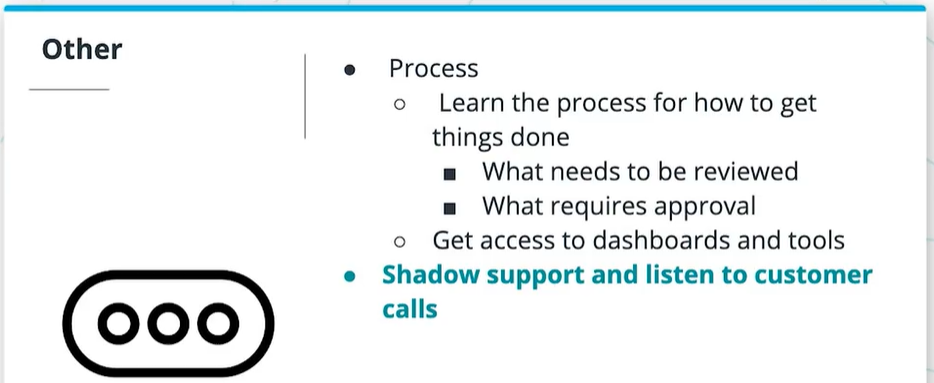 Other
● Process
○ Learn the process for how to get
things done
■ What needs to be reviewed
■ What requires approval
○ Get access to dashboards and tools
● Shadow support and listen to customer
calls